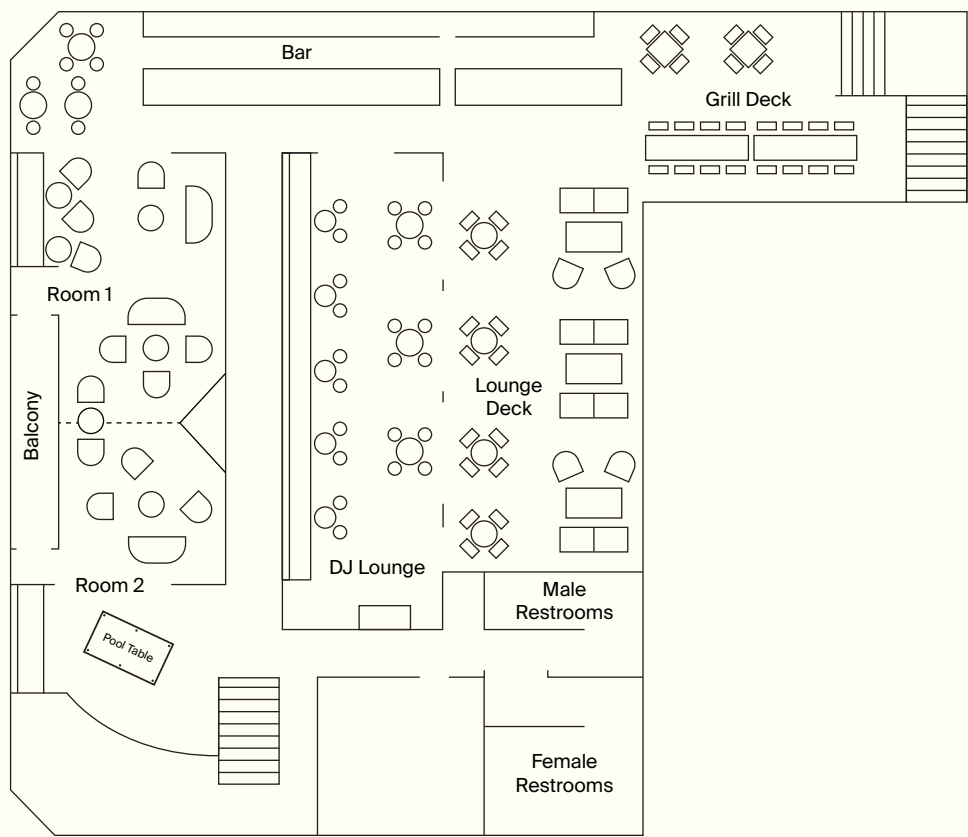 Bar
Grill Deck
Room 1
Lounge
Deck
Balcony
DJ Lounge
Room 2
Male
Restrooms
Pool Table
Female
Restrooms